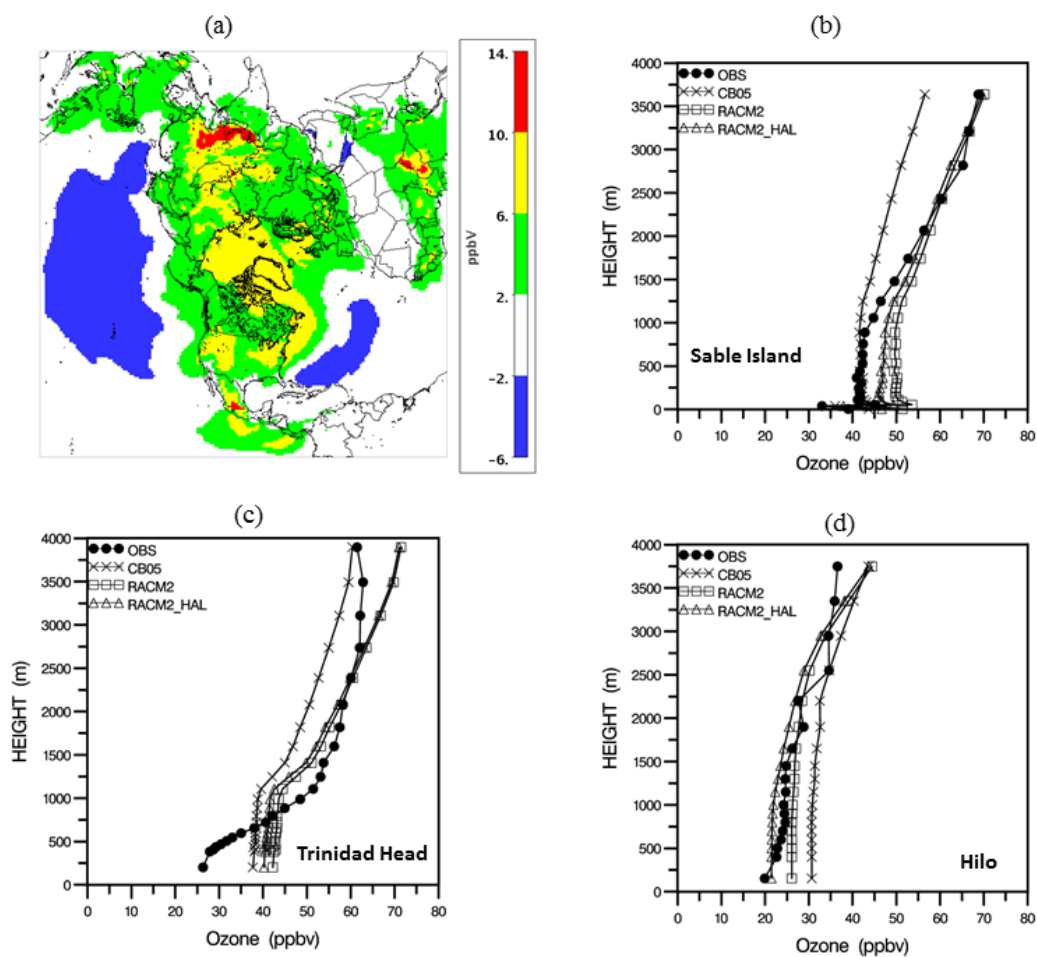 (a)
14.
10.
6.
2.
-2.
-6.
ppbV
(b)
OBS
CB05
RACM2
RACM2_HAL
4000
3500
3000
2500
2000
1500
1000
500
0
HEIGHT (m)
Sable Island
0 10 20 30 40 50 60 70 80
Ozone (ppbv)
(c)
OBS
CB05
RACM2
RACM2_HAL
4000
3500
3000
2500
2000
1500
1000
500
0
HEIGHT (m)
Trinidad Head
0 10 20 30 40 50 60 70 80
Ozone (ppbv)
(d)
OBS
CB05
RACM2
RACM2_HAL
4000
3500
3000
2500
2000
1500
1000
500
0
HEIGHT (m)
Hilo
0 10 20 30 40 50 60 70 80
Ozone (ppbv)